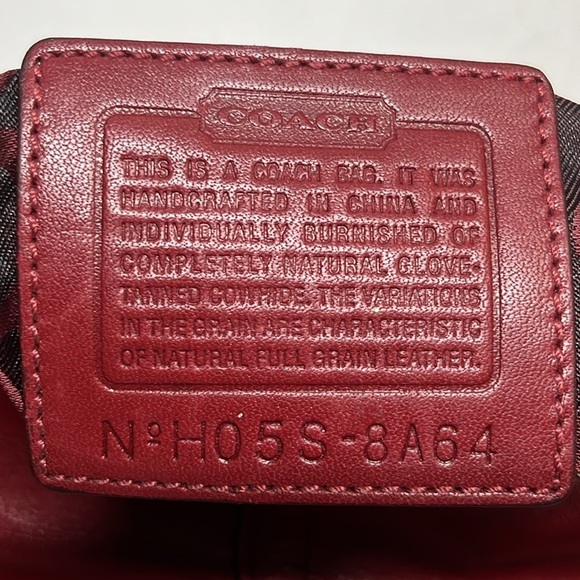 COACH
THIS IS A COACH BAG. IT WAS
HANDCRAFTED IN CHINA AND
INDIVIDUALLY BURNISHED OF
COMPLETELY NATURAL GLOVE-
TANNED COWHIDE. THE VARIATIONS
IN THE GRAIN ARE CHARACTERISTIC
OF NATURAL FULL GRAIN LEATHER.
Nº H05S-8A64